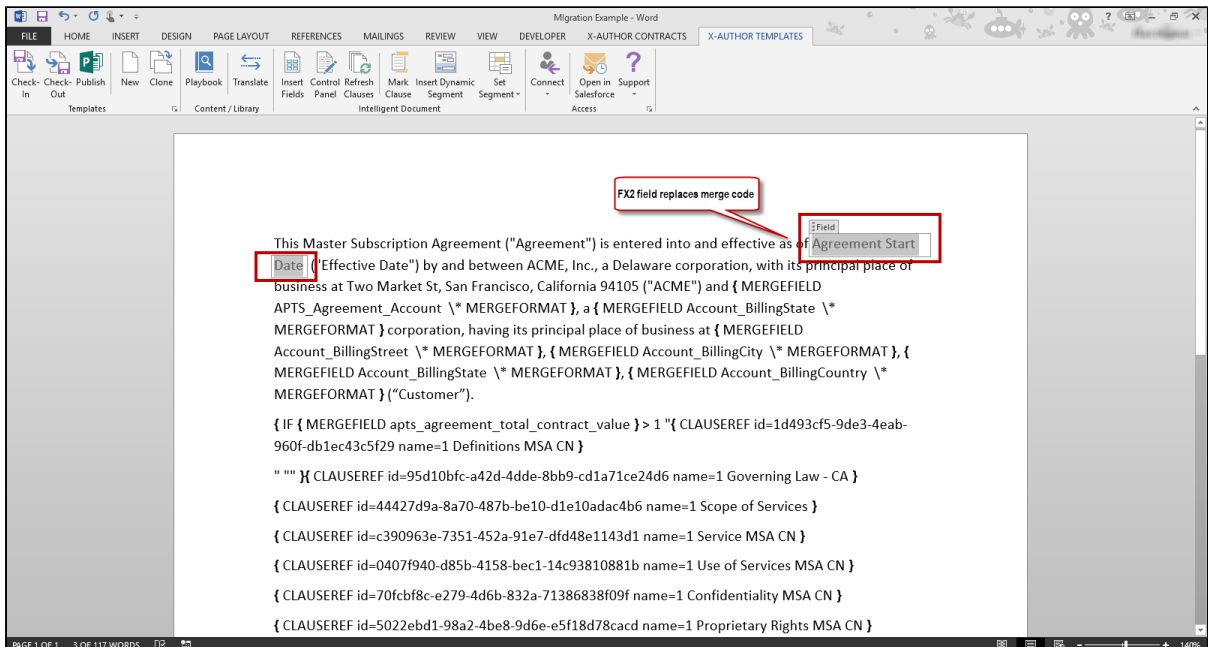 MIgration Example - Word
?
FILE HOME INSERT DESIGN PAGE LAYOUT REFERENCES MAILINGS REVIEW VIEW DEVELOPER X-AUTHOR CONTRACTS X-AUTHOR TEMPLATES
Check- Check- Publish New Clone Playbook Translate Insert Control Refresh Mark Insert Dynamic Set Connect Open in Support
In Out Fields Panel Clauses Clause Segment Segment Salesforce
Templates Content / Library Intelligent Document Access
FX2 field replaces merge code
Field
This Master Subscription Agreement ("Agreement") is entered into and effective as of Agreement Start
Date ("Effective Date") by and between ACME, Inc., a Delaware corporation, with its principal place of
business at Two Market St, San Francisco, California 94105 ("ACME") and { MERGEFIELD
APTS_Agreement_Account \* MERGEFORMAT }, a { MERGEFIELD Account_BillingState \*
MERGEFORMAT } corporation, having its principal place of business at { MERGEFIELD
Account_BillingStreet \* MERGEFORMAT }, { MERGEFIELD Account_BillingCity \* MERGEFORMAT }, {
MERGEFIELD Account_BillingState \* MERGEFORMAT }, { MERGEFIELD Account_BillingCountry \*
MERGEFORMAT } (“Customer”).
{ IF { MERGEFIELD apts_agreement_total_contract_value } > 1 "{ CLAUSEREF id=1d493cf5-9de3-4eab-
960f-db1ec43c5f29 name=1 Definitions MSA CN }
" "" }{ CLAUSEREF id=95d10bfc-a42d-4dde-8bb9-cd1a71ce24d6 name=1 Governing Law - CA }
{ CLAUSEREF id=44427d9a-8a70-487b-be10-d1e10adac4b6 name=1 Scope of Services }
{ CLAUSEREF id=c390963e-7351-452a-91e7-dfd48e1143d1 name=1 Service MSA CN }
{ CLAUSEREF id=0407f940-d85b-4158-bec1-14c93810881b name=1 Use of Services MSA CN }
{ CLAUSEREF id=70fcbf8c-e279-4d6b-832a-71386838f09f name=1 Confidentiality MSA CN }
{ CLAUSEREF id=5022ebd1-98a2-4be8-9d6e-e5f18d78cacd name=1 Proprietary Rights MSA CN }
PAGE 1 OF 1 3 OF 117 WORDS 140%